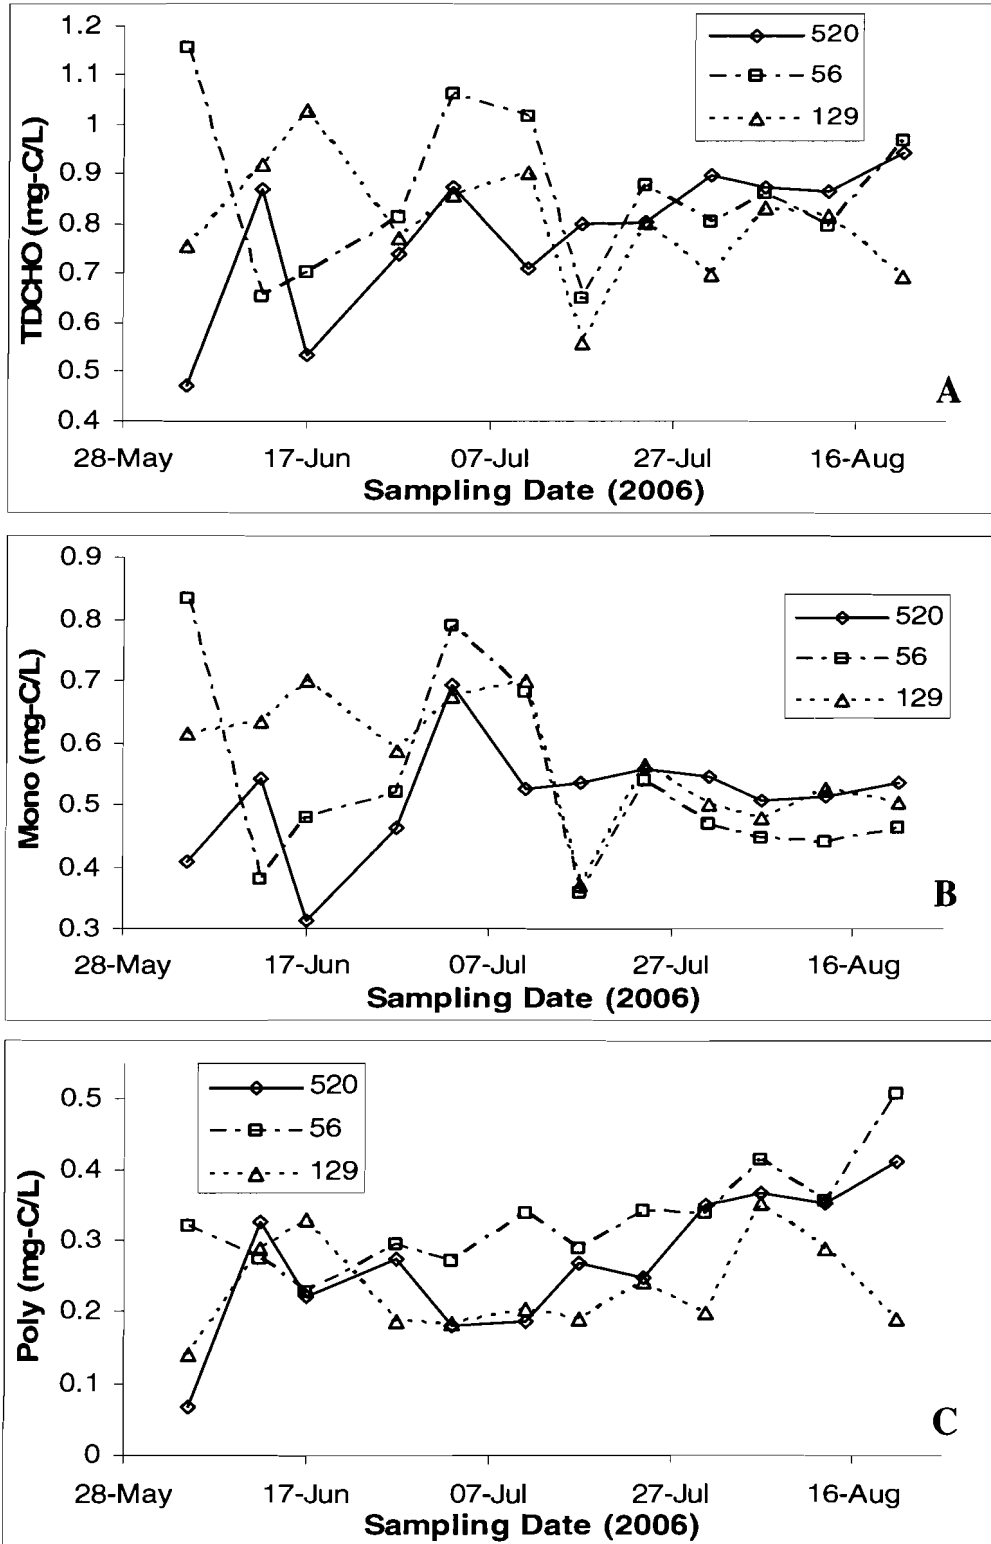 1.2
1.1
1
0.9
0.8
0.7
0.6
0.5
0.4
TDCHO (mg-C/L)
520
56
129
A
28-May 17-Jun 07-Jul 27-Jul 16-Aug
Sampling Date (2006)
0.9
0.8
0.7
0.6
0.5
0.4
0.3
Mono (mg-C/L)
520
56
129
B
28-May 17-Jun 07-Jul 27-Jul 16-Aug
Sampling Date (2006)
0.5
0.4
0.3
0.2
0.1
0
Poly (mg-C/L)
520
56
129
C
28-May 17-Jun 07-Jul 27-Jul 16-Aug
Sampling Date (2006)